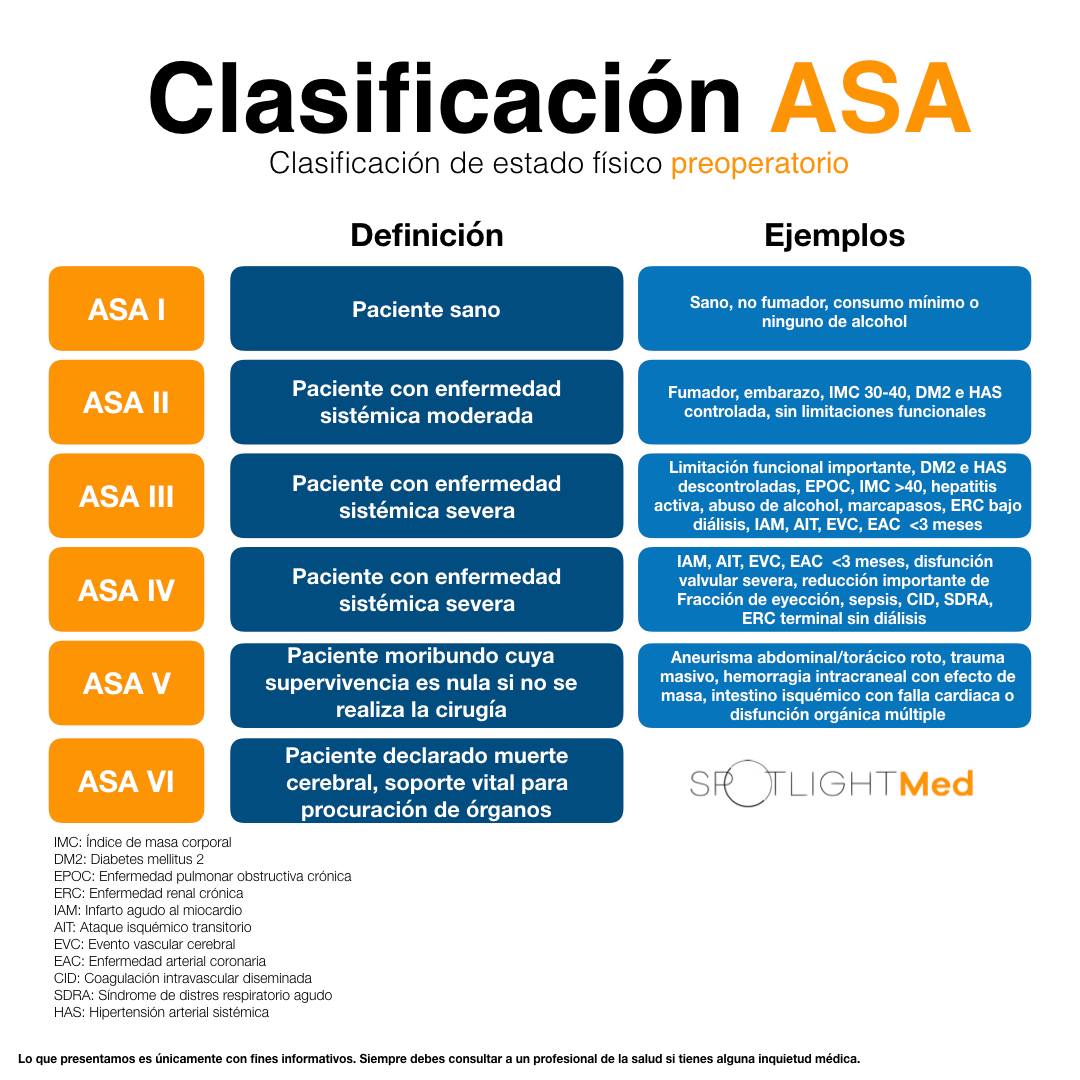 Clasificación ASA
Clasificación de estado físico preoperatorio
Definición
Ejemplos
ASA I
Paciente sano
Sano, no fumador, consumo mínimo o
ninguno de alcohol
ASA II
Paciente con enfermedad
sistémica moderada
Fumador, embarazo, IMC 30-40, DM2 e HAS
controlada, sin limitaciones funcionales
ASA III
Paciente con enfermedad
sistémica severa
Limitación funcional importante, DM2 e HAS
descontroladas, EPOC, IMC >40, hepatitis
activa, abuso de alcohol, marcapasos, ERC bajo
diálisis, IAM, AIT, EVC, EAC  <3 meses
ASA IV
Paciente con enfermedad
sistémica severa
IAM, AIT, EVC, EAC  <3 meses, disfunción
valvular severa, reducción importante de
Fracción de eyección, sepsis, CID, SDRA,
ERC terminal sin diálisis
ASA V
Paciente moribundo cuya
supervivencia es nula si no se
realiza la cirugía
Aneurisma abdominal/torácico roto, trauma
masivo, hemorragia intracraneal con efecto de
masa, intestino isquémico con falla cardiaca o
disfunción orgánica múltiple
ASA VI
Paciente declarado muerte
cerebral, soporte vital para
procuración de órganos
SPOTLIGHTMed
IMC: Índice de masa corporal
DM2: Diabetes mellitus 2
EPOC: Enfermedad pulmonar obstructiva crónica
ERC: Enfermedad renal crónica
IAM: Infarto agudo al miocardio
AIT: Ataque isquémico transitorio
EVC: Evento vascular cerebral
EAC: Enfermedad arterial coronaria
CID: Coagulación intravascular diseminada
SDRA: Síndrome de distres respiratorio agudo
HAS: Hipertensión arterial sistémica
Lo que presentamos es únicamente con fines informativos. Siempre debes consultar a un profesional de la salud si tienes alguna inquietud médica.